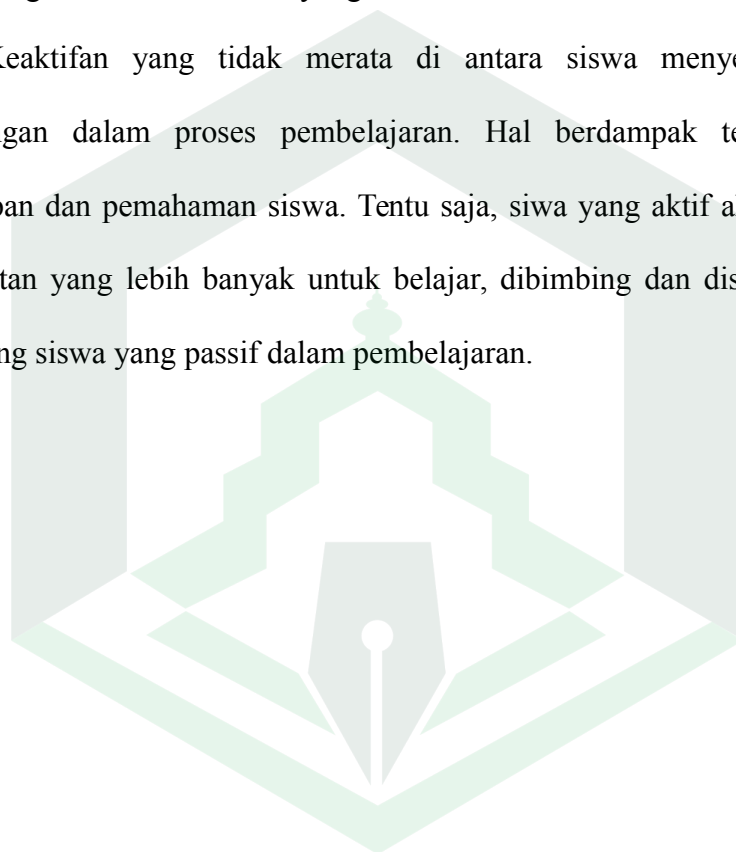 Keaktifan yang tidak merata di antara siswa menye
ngan dalam proses pembelajaran. Hal berdampak te
pan dan pemahaman siswa. Tentu saja, siwa yang aktif a
tan yang lebih banyak untuk belajar, dibimbing dan dis
ng siswa yang passif dalam pembelajaran.